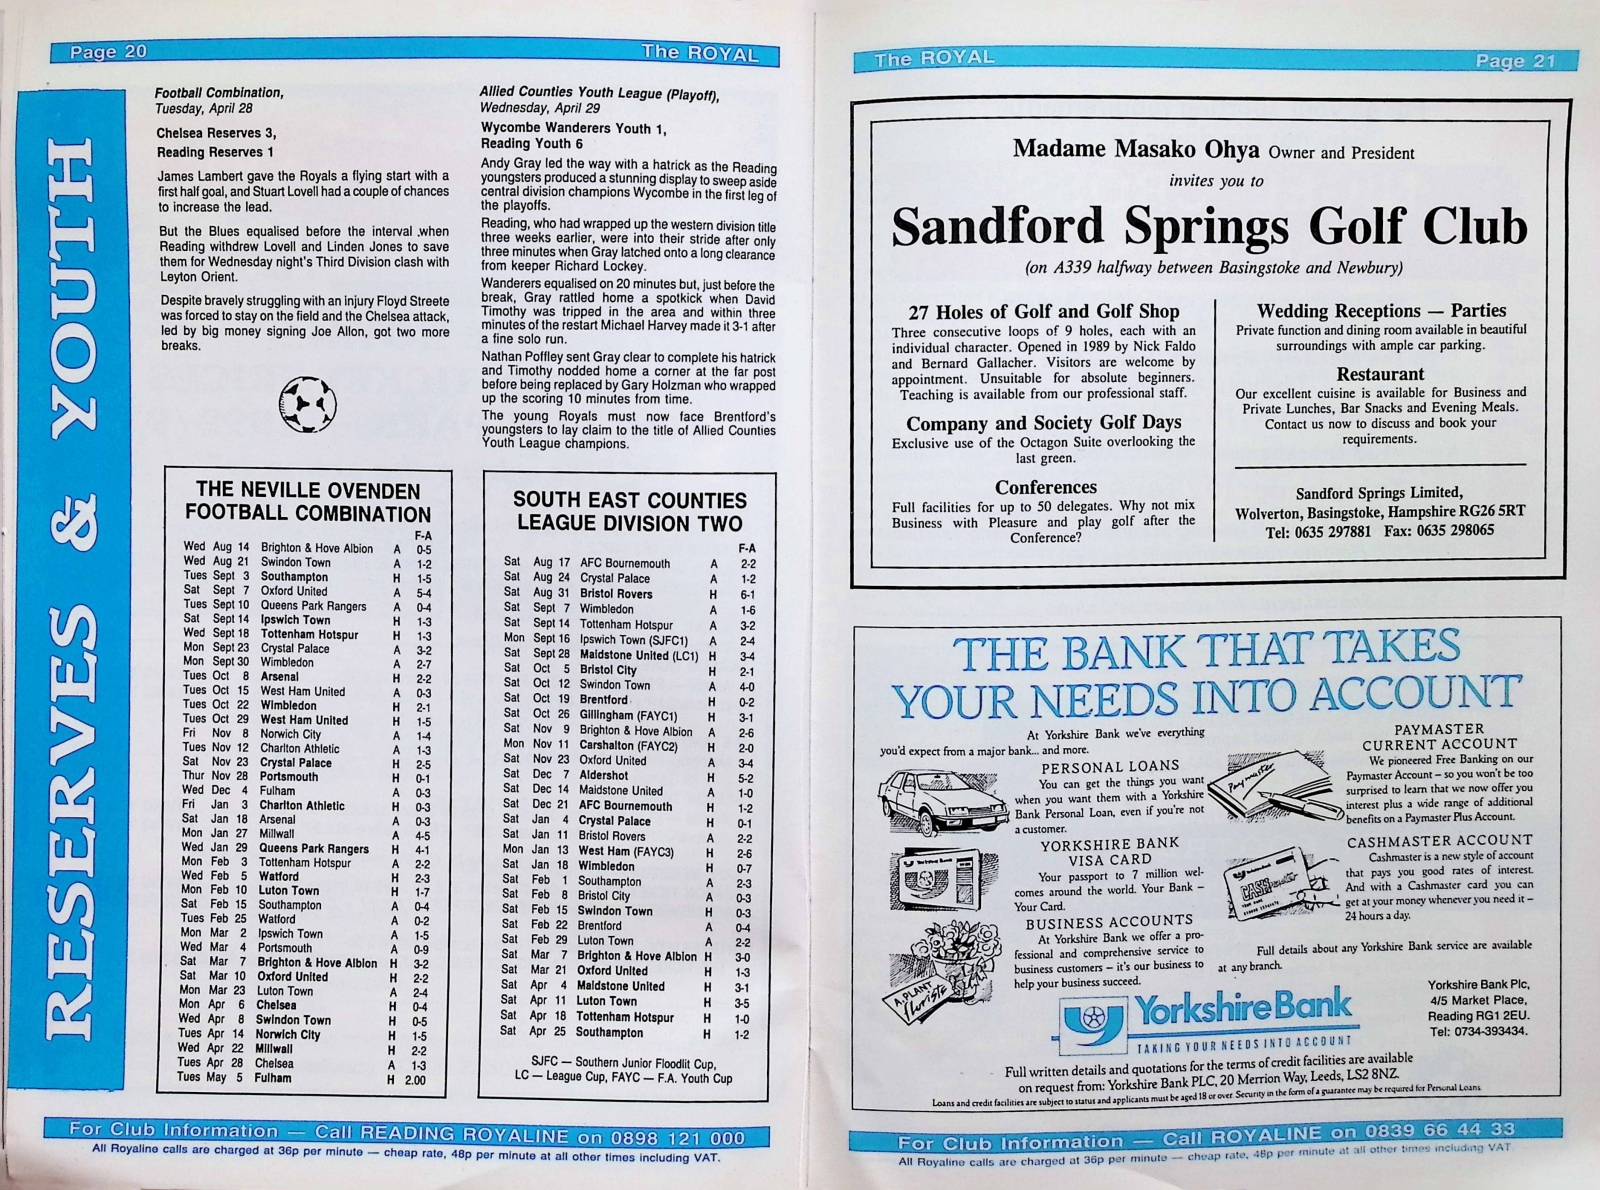 Page 20
The ROYAL
RESERVES & YOUTH
Football Combination,
Tuesday, April 28
Chelsea Reserves 3,
Reading Reserves 1
James Lambert gave the Royals a flying start with a
first half goal, and Stuart Lovell had a couple of chances
to increase the lead.
But the Blues equalised before the interval when
Reading withdrew Lovell and Linden Jones to save
them for Wednesday night's Third Division clash with
Leyton Orient.
Despite bravely struggling with an injury Floyd Streete
was forced to stay on the field and the Chelsea attack,
led by big money signing Joe Allon, got two more
breaks.
Allied Counties Youth League (Playoff),
Wednesday, April 29
Wycombe Wanderers Youth 1,
Reading Youth 6
Andy Gray led the way with a hatrick as the Reading
youngsters produced a stunning display to sweep aside
central division champions Wycombe in the first leg of
the playoffs.
Reading, who had wrapped up the western division title
three weeks earlier, were into their stride after only
three minutes when Gray latched onto a long clearance
from keeper Richard Lockey.
Wanderers equalised on 20 minutes but, just before the
break, Gray rattled home a spotkick when David
Timothy was tripped in the area and within three
minutes of the restart Michael Harvey made it 3-1 after
a fine solo run.
Nathan Poffley sent Gray clear to complete his hatrick
and Timothy nodded home a corner at the far post
before being replaced by Gary Holzman who wrapped
up the scoring 10 minutes from time.
The young Royals must now face Brentford's
youngsters to lay claim to the title of Allied Counties
Youth League champions.
THE NEVILLE OVENDEN
FOOTBALL COMBINATION
F-A
Wed Aug 14 Brighton & Hove Albion A 0-5
Wed Aug 21 Swindon Town A 1-2
Tues Sept 3 Southampton H 1-5
Sat Sept 7 Oxford United A 5-4
Tues Sept 10 Queens Park Rangers A 0-4
Sat Sept 14 Ipswich Town H 1-3
Wed Sept 18 Tottenham Hotspur H 1-3
Mon Sept 23 Crystal Palace A 3-2
Mon Sept 30 Wimbledon A 2-7
Tues Oct 8 Arsenal H 2-2
Tues Oct 15 West Ham United A 0-3
Tues Oct 22 Wimbledon H 2-1
Tues Oct 29 West Ham United H 1-5
Fri Nov 8 Norwich City A 1-4
Tues Nov 12 Charlton Athletic A 1-3
Sat Nov 23 Crystal Palace H 2-5
Thur Nov 28 Portsmouth H 0-1
Wed Dec 4 Fulham A 0-3
Fri Jan 3 Charlton Athletic H 0-3
Sat Jan 18 Arsenal A 0-3
Mon Jan 27 Millwall A 4-5
Wed Jan 29 Queens Park Rangers H 4-1
Mon Feb 3 Tottenham Hotspur A 2-2
Wed Feb 5 Watford H 2-3
Mon Feb 10 Luton Town H 1-7
Sat Feb 15 Southampton A 0-4
Tues Feb 25 Watford A 0-2
Mon Mar 2 Ipswich Town A 1-5
Wed Mar 4 Portsmouth A 0-9
Sat Mar 7 Brighton & Hove Albion H 3-2
Sat Mar 10 Oxford United H 2-2
Mon Mar 23 Luton Town A 2-4
Mon Apr 6 Chelsea H 0-4
Wed Apr 8 Swindon Town H 0-5
Tues Apr 14 Norwich City H 1-5
Wed Apr 22 Millwall H 2-2
Tues Apr 28 Chelsea A 1-3
Tues May 5 Fulham H 2.00
SOUTH EAST COUNTIES
LEAGUE DIVISION TWO
F-A
Sat Aug 17 AFC Bournemouth A 2-2
Sat Aug 24 Crystal Palace A 1-2
Sat Aug 31 Bristol Rovers H 6-1
Sat Sept 7 Wimbledon A 1-6
Sat Sept 14 Tottenham Hotspur A 3-2
Mon Sept 16 Ipswich Town (SJFC1) A 2-4
Sat Sept 28 Maidstone United (LC1) H 3-4
Sat Oct 5 Bristol City H 2-1
Sat Oct 12 Swindon Town A 4-0
Sat Oct 19 Brentford H 0-2
Sat Oct 26 Gillingham (FAYC1) H 3-1
Sat Nov 9 Brighton & Hove Albion A 2-6
Mon Nov 11 Carshalton (FAYC2) H 2-0
Sat Nov 23 Oxford United A 3-4
Sat Dec 7 Aldershot H 5-2
Sat Dec 14 Maidstone United A 1-0
Sat Dec 21 AFC Bournemouth H 1-2
Sat Jan 4 Crystal Palace H 0-1
Sat Jan 11 Bristol Rovers A 2-2
Mon Jan 13 West Ham (FAYC3) H 2-6
Sat Jan 18 Wimbledon H 0-7
Sat Feb 1 Southampton A 2-3
Sat Feb 8 Bristol City A 0-3
Sat Feb 15 Swindon Town H 0-3
Sat Feb 22 Brentford A 0-4
Sat Feb 29 Luton Town A 2-2
Sat Mar 7 Brighton & Hove Albion H 3-0
Sat Mar 21 Oxford United H 1-3
Sat Apr 4 Maidstone United H 3-1
Sat Apr 11 Luton Town H 3-5
Sat Apr 18 Tottenham Hotspur H 1-0
Sat Apr 25 Southampton H 1-2
SJFC — Southern Junior Floodlit Cup,
LC — League Cup, FAYC — F.A. Youth Cup
For Club Information — Call READING ROYALINE on 0898 121 000
All Royaline calls are charged at 36p per minute — cheap rate, 48p per minute at all other times including VAT.
The ROYAL
Page 21
Madame Masako Ohya Owner and President
invites you to
Sandford Springs Golf Club
(on A339 halfway between Basingstoke and Newbury)
27 Holes of Golf and Golf Shop
Three consecutive loops of 9 holes, each with an
individual character. Opened in 1989 by Nick Faldo
and Bernard Gallacher. Visitors are welcome by
appointment. Unsuitable for absolute beginners.
Teaching is available from our professional staff.
Company and Society Golf Days
Exclusive use of the Octagon Suite overlooking the
last green.
Conferences
Full facilities for up to 50 delegates. Why not mix
Business with Pleasure and play golf after the
Conference?
Wedding Receptions — Parties
Private function and dining room available in beautiful
surroundings with ample car parking.
Restaurant
Our excellent cuisine is available for Business and
Private Lunches, Bar Snacks and Evening Meals.
Contact us now to discuss and book your
requirements.
Sandford Springs Limited,
Wolverton, Basingstoke, Hampshire RG26 5RT
Tel: 0635 297881 Fax: 0635 298065
THE BANK THAT TAKES
YOUR NEEDS INTO ACCOUNT
At Yorkshire Bank we've everything
you'd expect from a major bank... and more.
PERSONAL LOANS
You can get the things you want
when you want them with a Yorkshire
Bank Personal Loan, even if you're not
a customer.
YORKSHIRE BANK
VISA CARD
Your passport to 7 million wel-
comes around the world. Your Bank –
Your Card.
BUSINESS ACCOUNTS
At Yorkshire Bank we offer a pro-
fessional and comprehensive service to
business customers – it's our business to
help your business succeed.
A. PLANT
florists
Paymaster
PAYMASTER
CURRENT ACCOUNT
We pioneered Free Banking on our
Paymaster Account – so you won't be too
surprised to learn that we now offer you
interest plus a wide range of additional
benefits on a Paymaster Plus Account.
CASHMASTER ACCOUNT
Cashmaster is a new style of account
that pays you good rates of interest.
And with a Cashmaster card you can
get at your money whenever you need it –
24 hours a day.
CASHmaster
Full details about any Yorkshire Bank service are available
at any branch.
Yorkshire Bank
TAKING YOUR NEEDS INTO ACCOUNT
Yorkshire Bank Plc,
4/5 Market Place,
Reading RG1 2EU.
Tel: 0734-393434.
Full written details and quotations for the terms of credit facilities are available
on request from: Yorkshire Bank PLC, 20 Merrion Way, Leeds, LS2 8NZ.
Loans and credit facilities are subject to status and applicants must be aged 18 or over. Security in the form of a guarantee may be required for Personal Loans.
For Club Information — Call ROYALINE on 0839 66 44 33
All Royaline calls are charged at 36p per minute — cheap rate, 48p per minute at all other times including VAT.